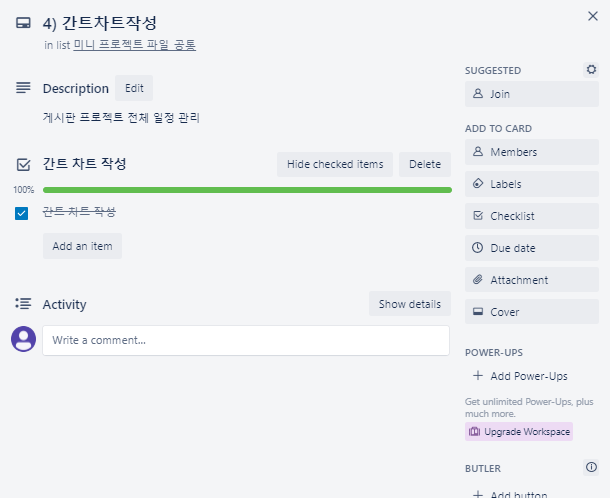 4) 간트차트작성
in list 미니 프로젝트 파일 공통
Description Edit
게시판 프로젝트 전체 일정 관리
간트 차트 작성 Hide checked items Delete
100%
간트 차트 작성
Add an item
Activity Show details
Write a comment...
SUGGESTED
Join
ADD TO CARD
Members
Labels
Checklist
Due date
Attachment
Cover
POWER-UPS
Add Power-Ups
Get unlimited Power-Ups, plus
much more.
Upgrade Workspace
BUTLER
Add button